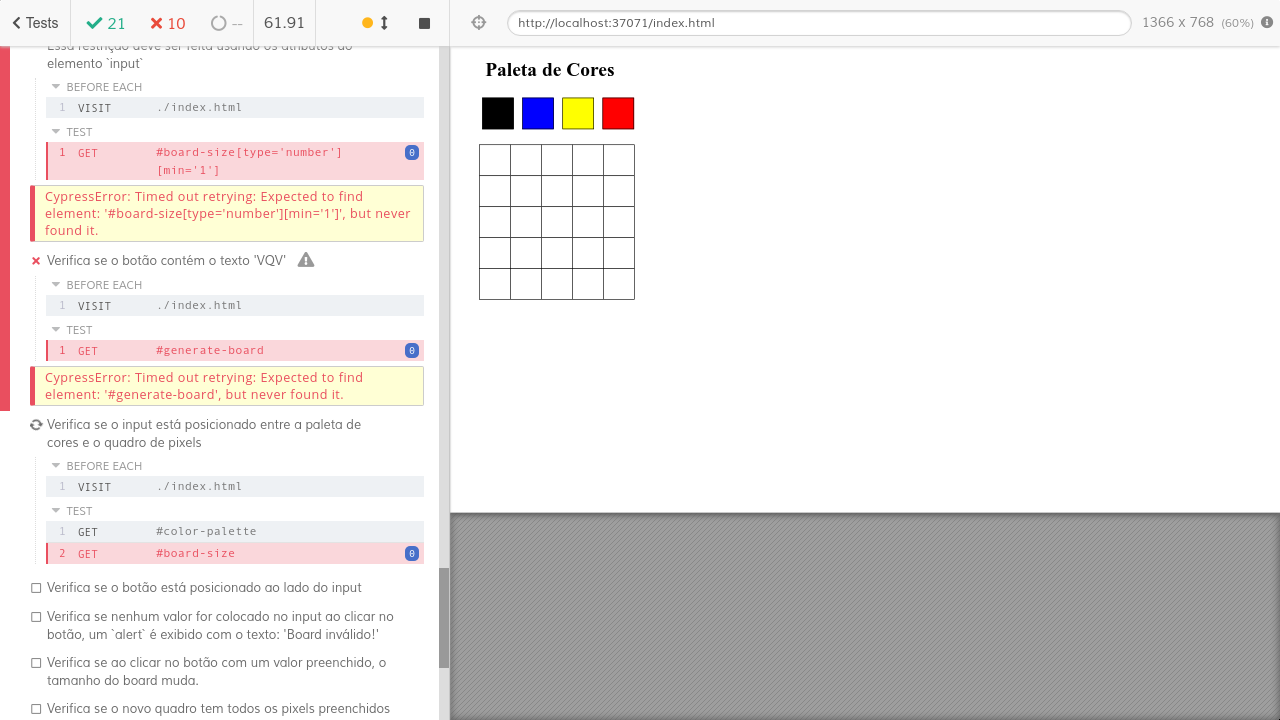 Tests
21
10
--
61.91
http://localhost:37071/index.html
1366 x 768 (60%)
Essa restrição deve ser feita usando os atributos do
elemento `input`
BEFORE EACH
1 VISIT ./index.html
TEST
1 GET #board-size[type='number']
[min='1'] 0
CypressError: Timed out retrying: Expected to find
element: '#board-size[type='number'][min='1']', but never
found it.
Verifica se o botão contém o texto 'VQV'
BEFORE EACH
1 VISIT ./index.html
TEST
1 GET #generate-board 0
CypressError: Timed out retrying: Expected to find
element: '#generate-board', but never found it.
Verifica se o input está posicionado entre a paleta de
cores e o quadro de pixels
BEFORE EACH
1 VISIT ./index.html
TEST
1 GET #color-palette
2 GET #board-size 0
Verifica se o botão está posicionado ao lado do input
Verifica se nenhum valor for colocado no input ao clicar no
botão, um `alert` é exibido com o texto: 'Board inválido!'
Verifica se ao clicar no botão com um valor preenchido, o
tamanho do board muda.
Verifica se o novo quadro tem todos os pixels preenchidos
Paleta de Cores